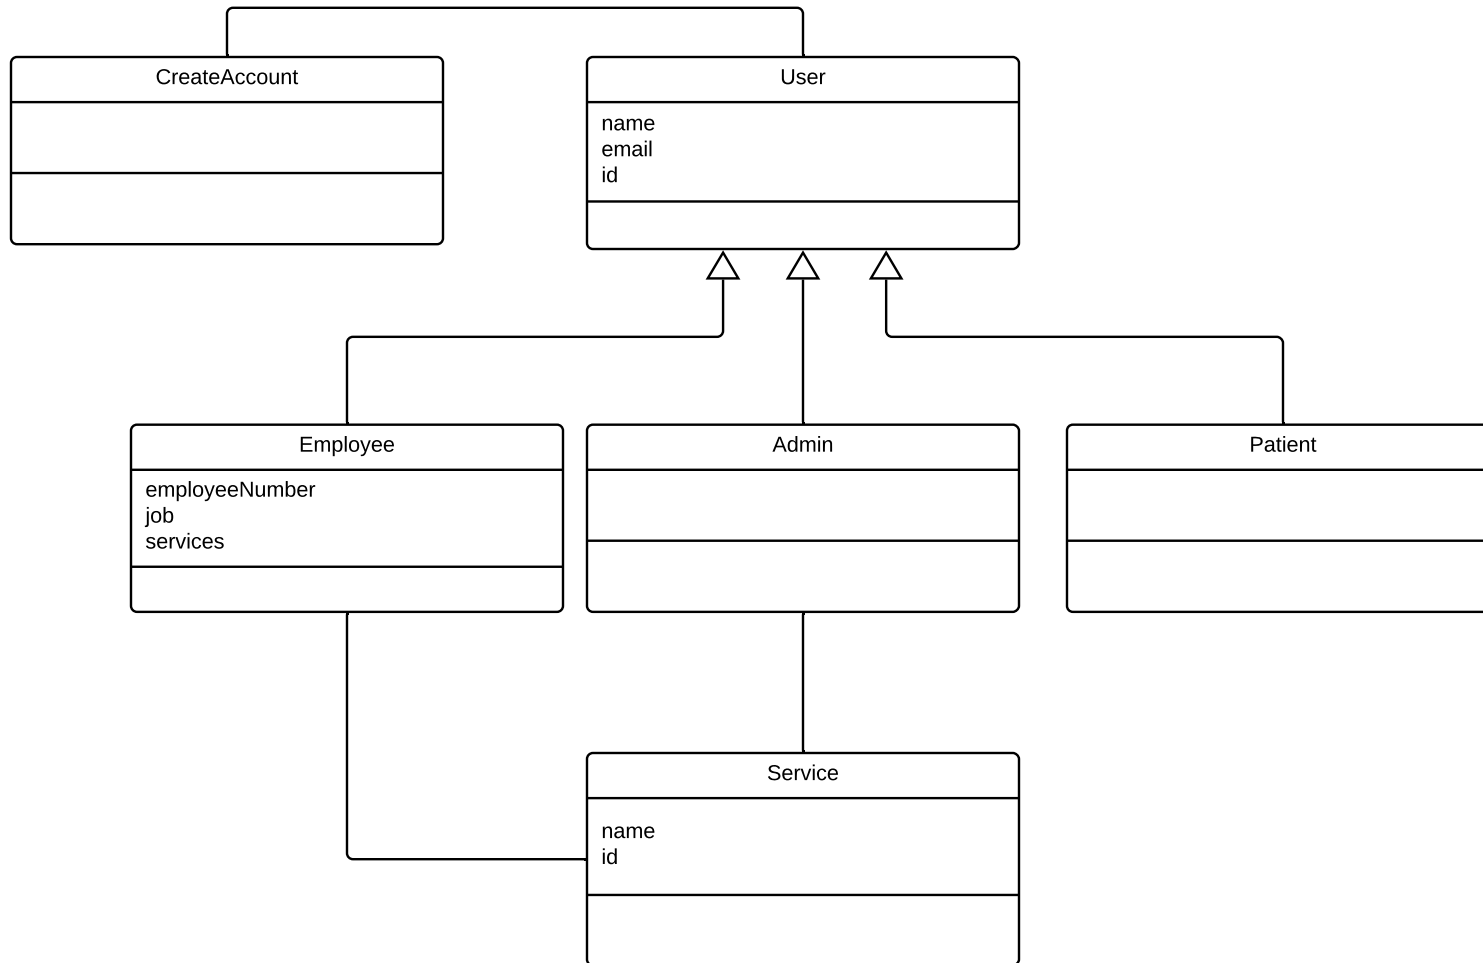 CreateAccount
User
name
email
id
Employee
employeeNumber
job
services
Admin
Patient
Service
name
id